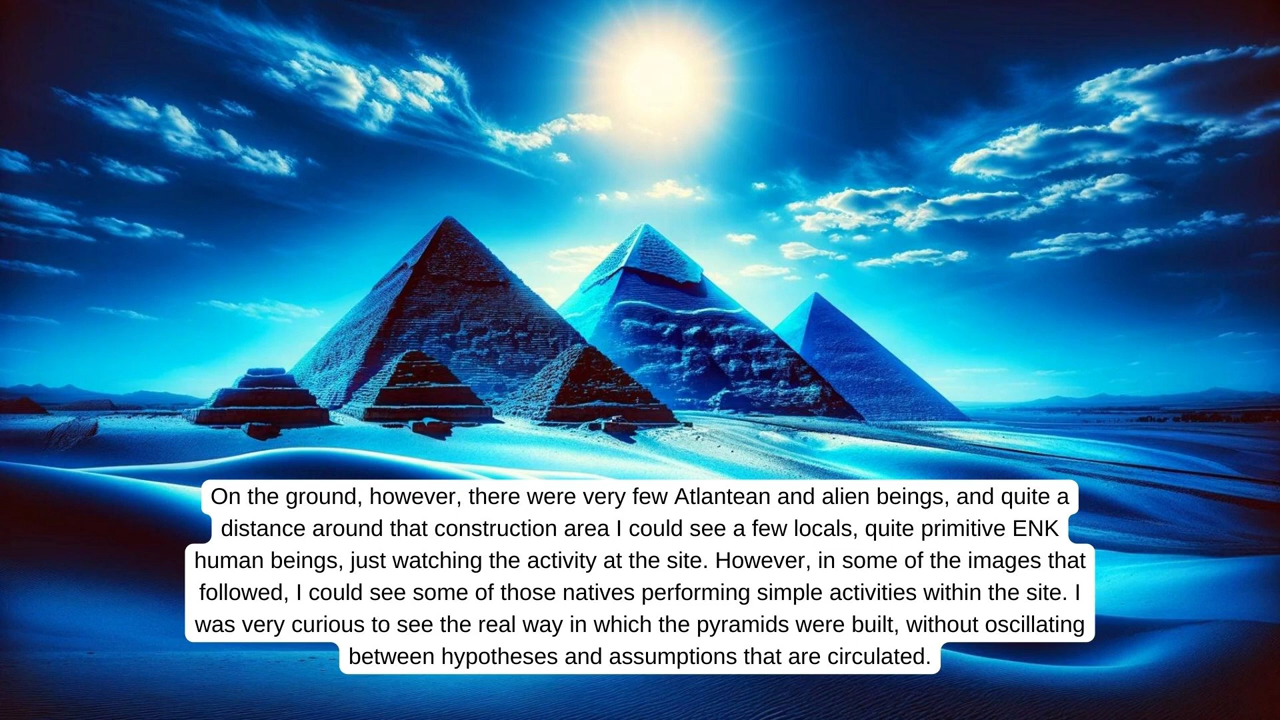 On the ground, however, there were very few Atlantean and alien beings, and quite a
distance around that construction area I could see a few locals, quite primitive ENK
human beings, just watching the activity at the site. However, in some of the images that
followed, I could see some of those natives performing simple activities within the site. I
was very curious to see the real way in which the pyramids were built, without oscillating
between hypotheses and assumptions that are circulated.